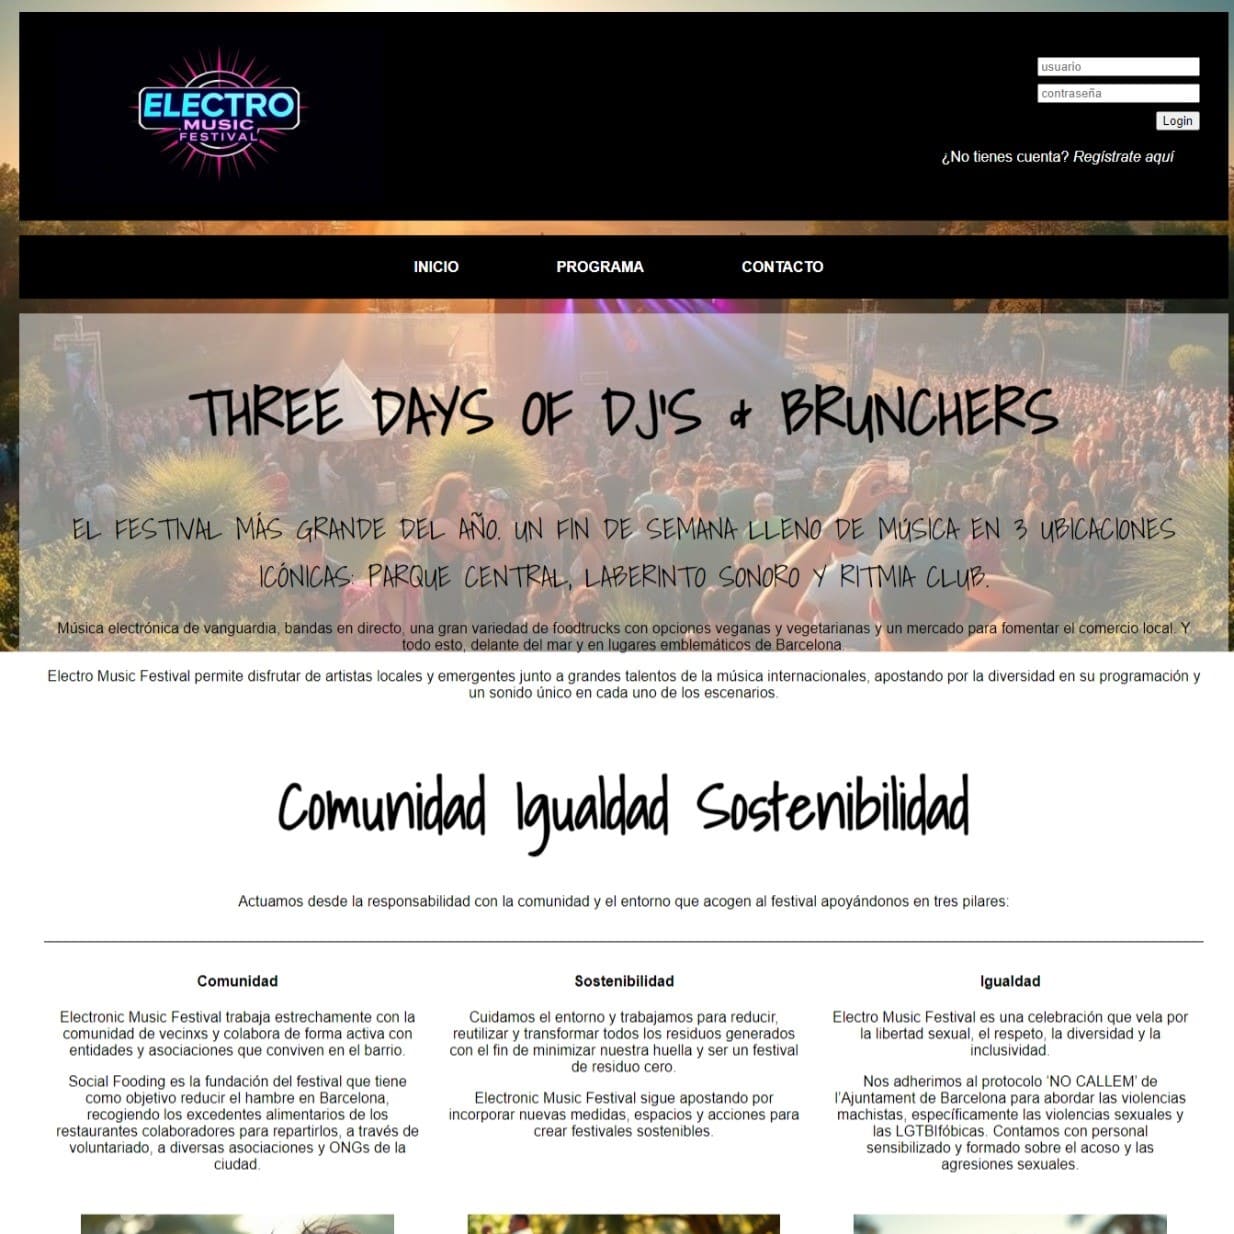 ELECTRO
MUSIC
FESTIVAL
usuario
contraseña
Login
¿No tienes cuenta? Regístrate aquí
INICIO
PROGRAMA
CONTACTO
THREE DAYS OF DJ'S & BRUNCHERS
EL FESTIVAL MÁS GRANDE DEL AÑO. UN FIN DE SEMANA LLENO DE MÚSICA EN 3 UBICACIONES
ICÓNICAS: PARQUE CENTRAL, LABERINTO SONORO Y RITMIA CLUB.
Música electrónica de vanguardia, bandas en directo, una gran variedad de foodtrucks con opciones veganas y vegetarianas y un mercado para fomentar el comercio local. Y
todo esto, delante del mar y en lugares emblemáticos de Barcelona.
Electro Music Festival permite disfrutar de artistas locales y emergentes junto a grandes talentos de la música internacionales, apostando por la diversidad en su programación y
un sonido único en cada uno de los escenarios.
Comunidad Igualdad Sostenibilidad
Actuamos desde la responsabilidad con la comunidad y el entorno que acogen al festival apoyándonos en tres pilares:
Comunidad
Electronic Music Festival trabaja estrechamente con la
comunidad de vecinxs y colabora de forma activa con
entidades y asociaciones que conviven en el barrio.
Social Fooding es la fundación del festival que tiene
como objetivo reducir el hambre en Barcelona,
recogiendo los excedentes alimentarios de los
restaurantes colaboradores para repartirlos, a través de
voluntariado, a diversas asociaciones y ONGs de la
ciudad.
Sostenibilidad
Cuidamos el entorno y trabajamos para reducir,
reutilizar y transformar todos los residuos generados
con el fin de minimizar nuestra huella y ser un festival
de residuo cero.
Electronic Music Festival sigue apostando por
incorporar nuevas medidas, espacios y acciones para
crear festivales sostenibles.
Igualdad
Electro Music Festival es una celebración que vela por
la libertad sexual, el respeto, la diversidad y la
inclusividad.
Nos adherimos al protocolo 'NO CALLEM' de
l'Ajuntament de Barcelona para abordar las violencias
machistas, específicamente las violencias sexuales y
las LGTBIfóbicas. Contamos con personal
sensibilizado y formado sobre el acoso y las
agresiones sexuales.